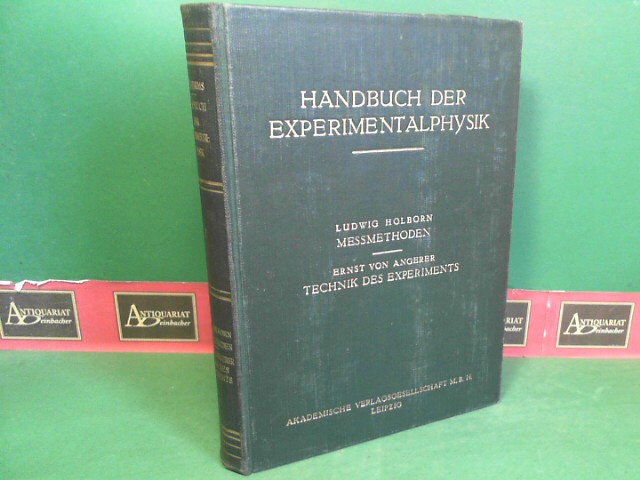 HANDBUCH DER
EXPERIMENTALPHYSIK
LUDWIG HOLBORN
MESSMETHODEN
ERNST VON ANGERER
TECHNIK DES EXPERIMENTS
AKADEMISCHE VERLAGSGESELLSCHAFT M. B. H.
LEIPZIG
ANTIQUARIAT
Deinbacher
ANTIQUARIAT
Deinbacher
ANTIQUARIAT
ANTIQUARIAT
Deinbacher